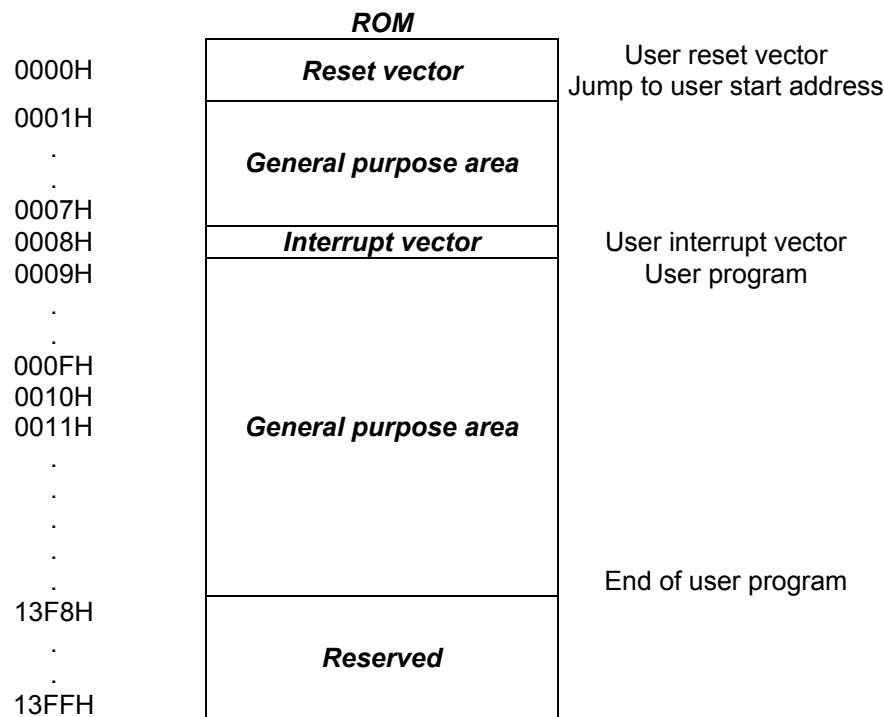 ROM
0000H Reset vector User reset vector
Jump to user start address
0001H
.
General purpose area
.
0007H
0008H Interrupt vector User interrupt vector
0009H User program
.
.
000FH
0010H
0011H General purpose area
.
.
.
.
. End of user program
13F8H
.
Reserved
.
13FFH